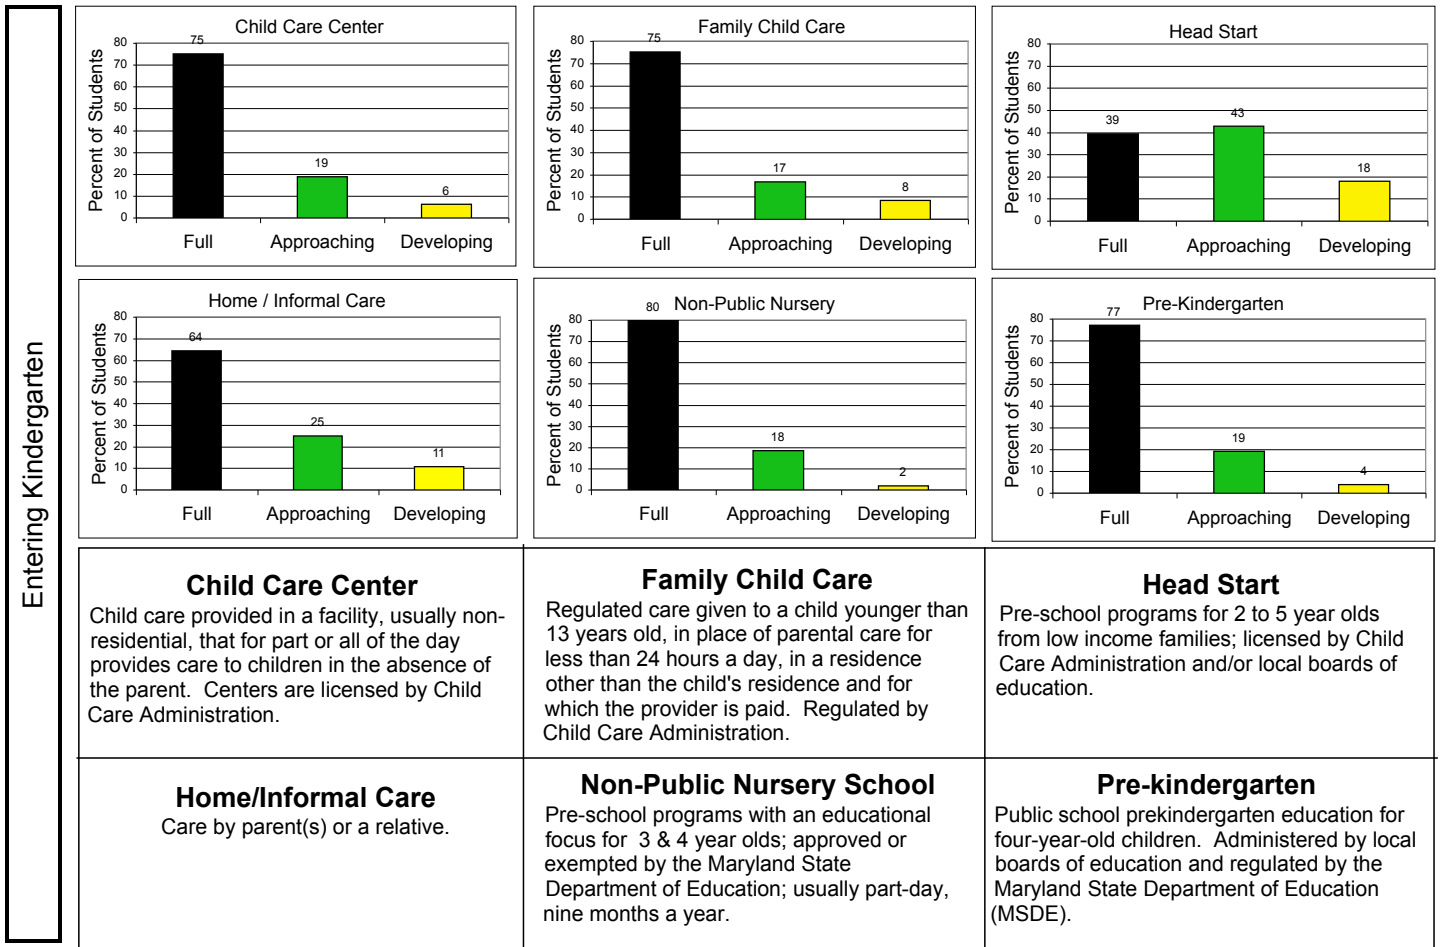 Entering Kindergarten
Child Care Center
Percent of Students
80
70
60
50
40
30
20
10
0
75
19
6
Full Approaching Developing
Family Child Care
Percent of Students
80
70
60
50
40
30
20
10
0
75
17
8
Full Approaching Developing
Head Start
Percent of Students
80
70
60
50
40
30
20
10
0
39
43
18
Full Approaching Developing
Home / Informal Care
Percent of Students
80
70
60
50
40
30
20
10
0
64
25
11
Full Approaching Developing
Non-Public Nursery
Percent of Students
80
70
60
50
40
30
20
10
0
80
18
2
Full Approaching Developing
Pre-Kindergarten
Percent of Students
80
70
60
50
40
30
20
10
0
77
19
4
Full Approaching Developing
Child Care Center
Child care provided in a facility, usually non-
residential, that for part or all of the day
provides care to children in the absence of
the parent. Centers are licensed by Child
Care Administration.
Family Child Care
Regulated care given to a child younger than
13 years old, in place of parental care for
less than 24 hours a day, in a residence
other than the child's residence and for
which the provider is paid. Regulated by
Child Care Administration.
Head Start
Pre-school programs for 2 to 5 year olds
from low income families; licensed by Child
Care Administration and/or local boards of
education.
Home/Informal Care
Care by parent(s) or a relative.
Non-Public Nursery School
Pre-school programs with an educational
focus for 3 & 4 year olds; approved or
exempted by the Maryland State
Department of Education; usually part-day,
nine months a year.
Pre-kindergarten
Public school prekindergarten education for
four-year-old children. Administered by local
boards of education and regulated by the
Maryland State Department of Education
(MSDE).